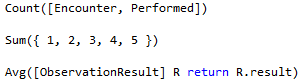 Count([Encounter, Performed])
Sum({ 1, 2, 3, 4, 5 })
Avg([ObservationResult] R return R.result)